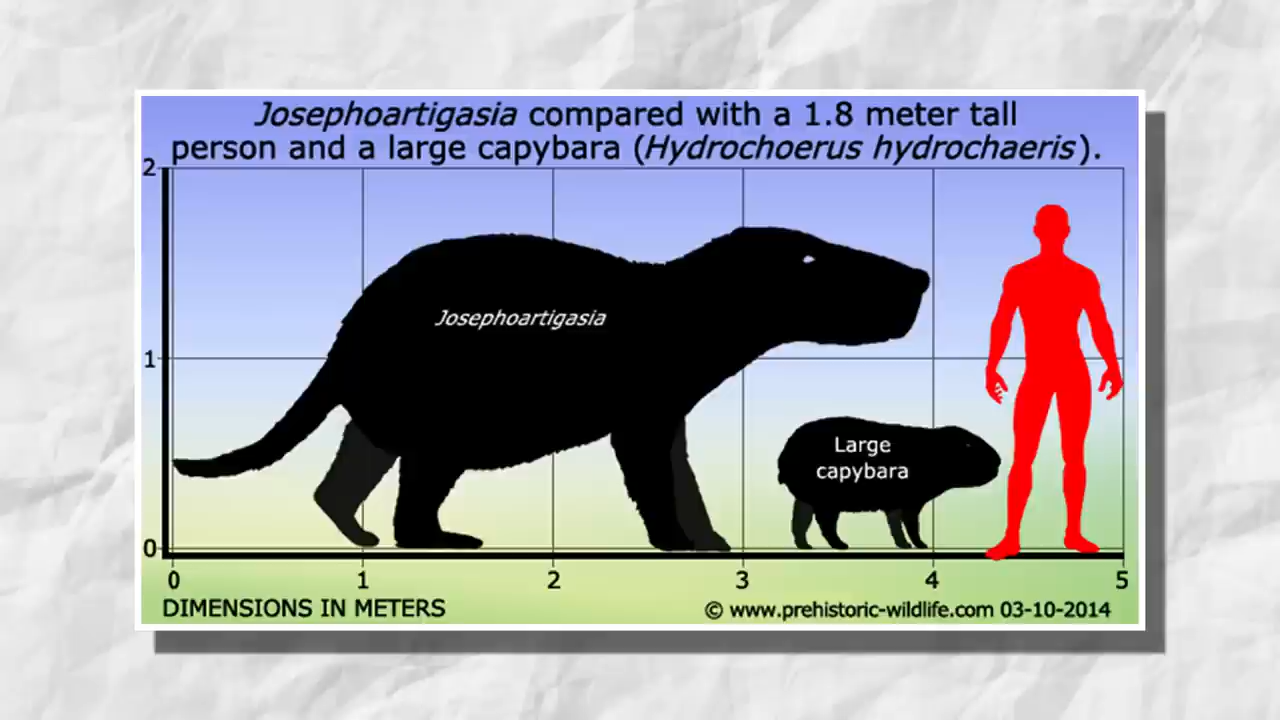 Josephoartigasia compared with a 1.8 meter tall
person and a large capybara (Hydrochoerus hydrochaeris).
2
Josephoartigasia
1
Large
capybara
0
0 1 2 3 4 5
DIMENSIONS IN METERS
© www.prehistoric-wildlife.com 03-10-2014